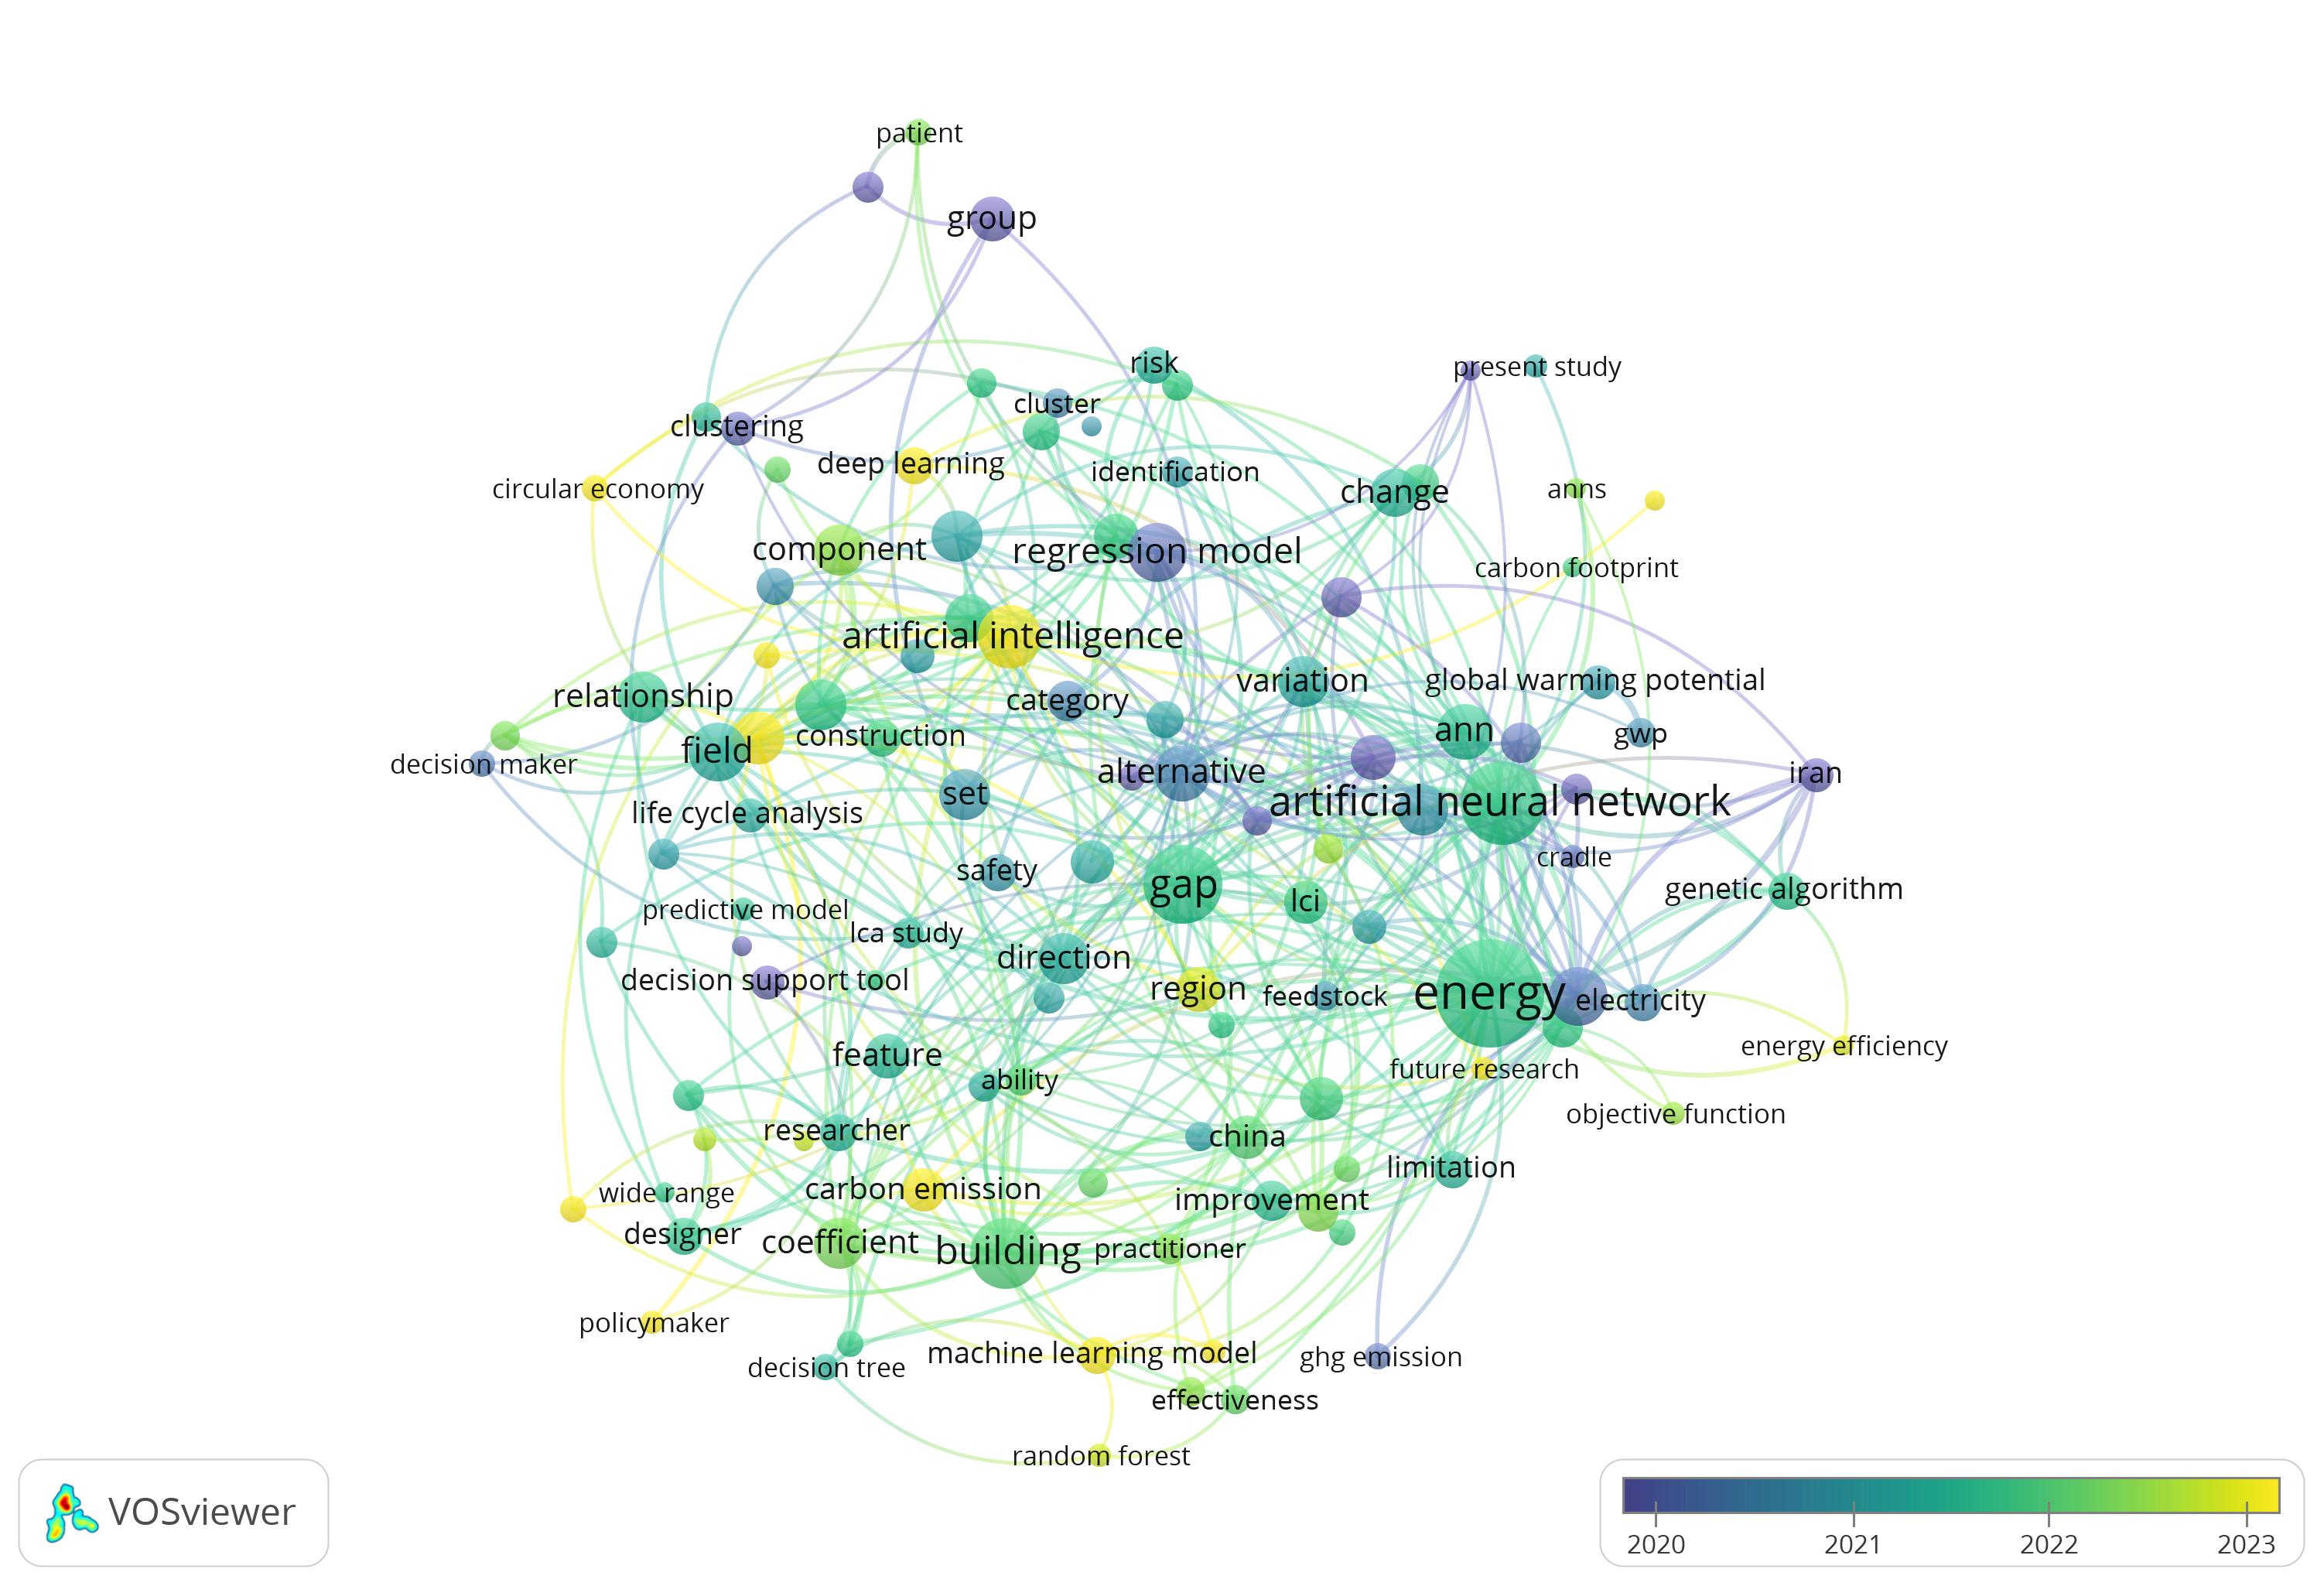 patient
group
risk
present study
cluster
clustering
deep learning
identification
circular economy
change
anns
component
regression model
carbon footprint
artificial intelligence
relationship
category
variation
global warming potential
field
construction
ann
gwp
decision maker
alternative
iran
set
artificial neural network
life cycle analysis
safety
gap
cradle
genetic algorithm
predictive model
lci
lca study
direction
decision support tool
region
feedstock
energy
electricity
feature
ability
future research
energy efficiency
objective function
researcher
china
limitation
wide range
carbon emission
improvement
designer
coefficient
building
practitioner
policymaker
decision tree
machine learning model
ghg emission
effectiveness
random forest
VOSviewer
2020 2021 2022 2023